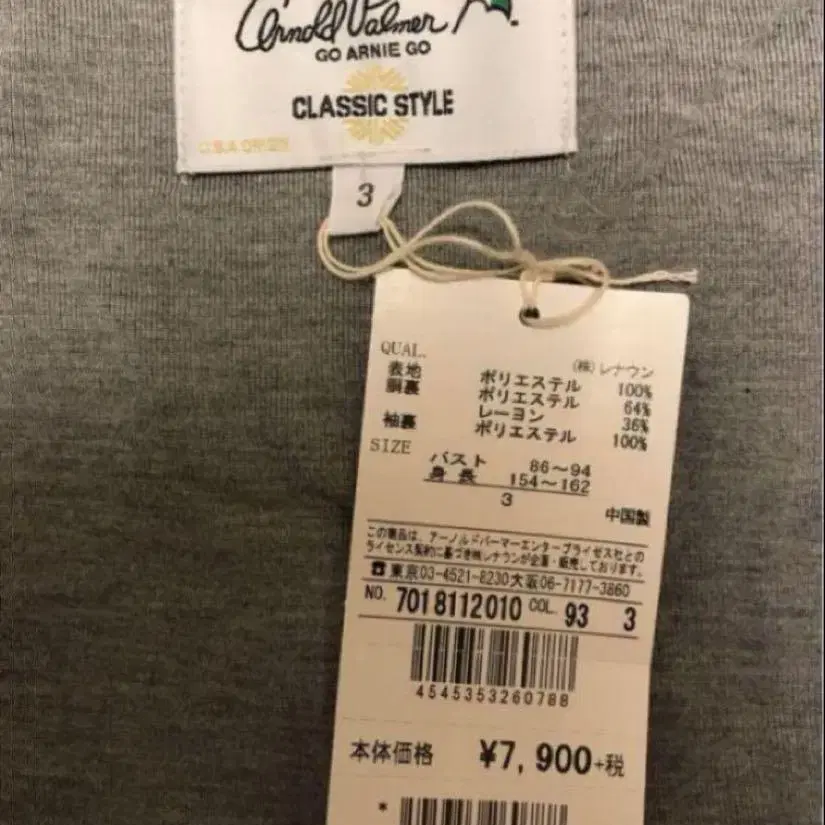 Arnold Palmer
GO ARNIE GO
CLASSIC STYLE
U.S.A ORIGIN
3
QUAL.
(株)レナウン
表地 ポリエステル 100%
胴裏 ポリエステル 64%
レーヨン 36%
袖裏 ポリエステル 100%
SIZE
バスト 86~94
身長 154~162
3
中国製
この商品は、アーノルドパーマーエンタープライゼス社との
ライセンス契約に基づき㈱レナウンが企画・販売しております。
☎東京03-4521-8230大阪06-7177-3860
NO. 7018112010 COL. 93 3
4545353260788
本体価格 ¥7,900+税
*